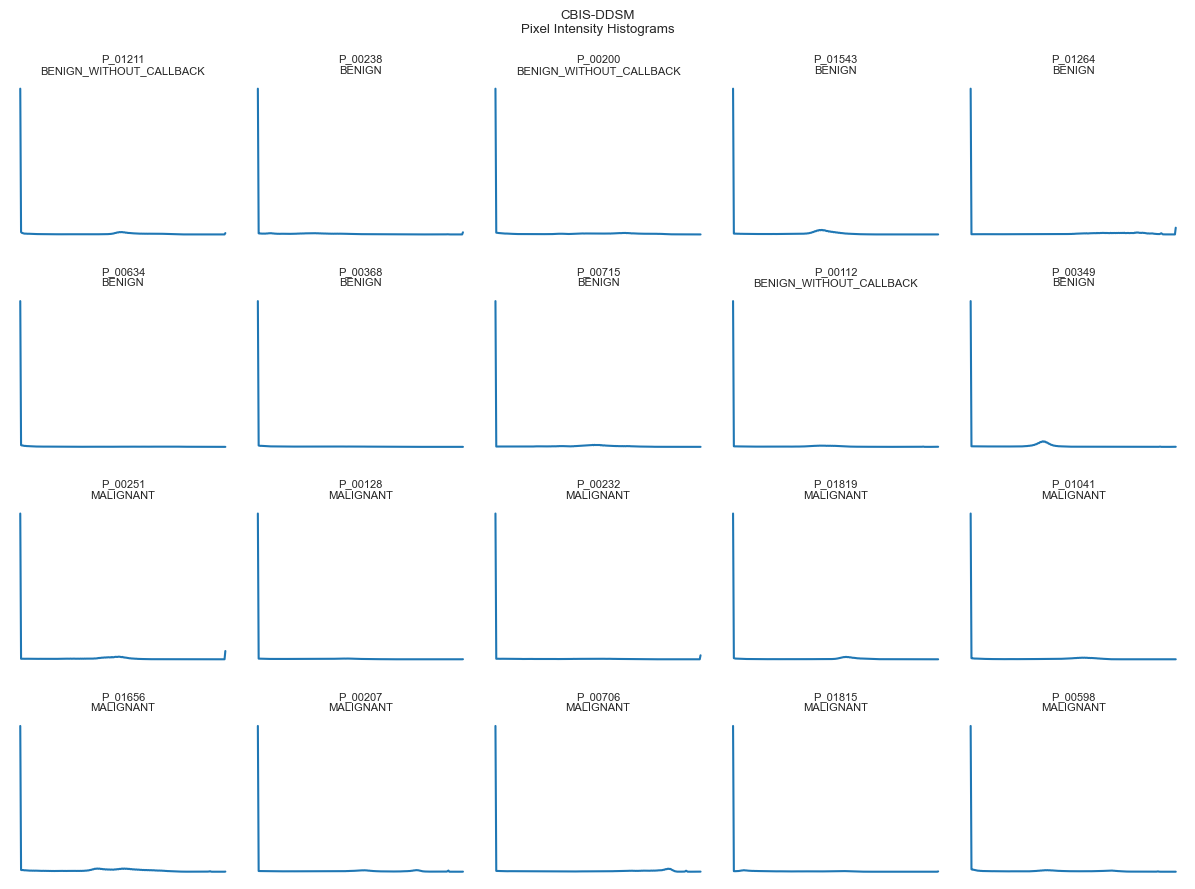 CBIS-DDSM
Pixel Intensity Histograms
P_01211
BENIGN_WITHOUT_CALLBACK
P_00238
BENIGN
P_00200
BENIGN_WITHOUT_CALLBACK
P_01543
BENIGN
P_01264
BENIGN
P_00634
BENIGN
P_00368
BENIGN
P_00715
BENIGN
P_00112
BENIGN_WITHOUT_CALLBACK
P_00349
BENIGN
P_00251
MALIGNANT
P_00128
MALIGNANT
P_00232
MALIGNANT
P_01819
MALIGNANT
P_01041
MALIGNANT
P_01656
MALIGNANT
P_00207
MALIGNANT
P_00706
MALIGNANT
P_01815
MALIGNANT
P_00598
MALIGNANT